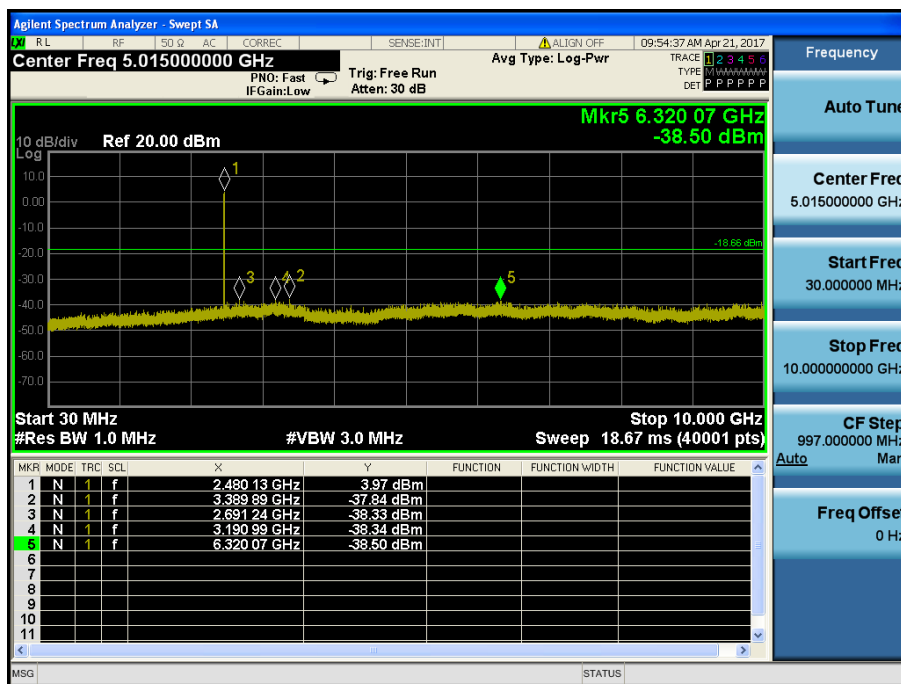 Agilent Spectrum Analyzer - Swept SA
LXI RL RF 50 Ω AC CORREC SENSE:INT ALIGN OFF 09:54:37 AM Apr 21, 2017
Center Freq 5.015000000 GHz
PNO: Fast
IFGain:Low
Trig: Free Run
Atten: 30 dB
Avg Type: Log-Pwr
TRACE 1 2 3 4 5 6
TYPE MWWWWW
DET P P P P P P
Mkr5 6.320 07 GHz
-38.50 dBm
10 dB/div Ref 20.00 dBm
Log
10.0
0.00
-10.0
-20.0
-30.0
-40.0
-50.0
-60.0
-70.0
1
3
4
2
5
-18.66 dBm
Start 30 MHz Stop 10.000 GHz
#Res BW 1.0 MHz #VBW 3.0 MHz Sweep 18.67 ms (40001 pts)
MKR MODE TRC SCL X Y FUNCTION FUNCTION WIDTH FUNCTION VALUE
1 N 1 f 2.480 13 GHz 3.97 dBm
2 N 1 f 3.389 89 GHz -37.84 dBm
3 N 1 f 2.691 24 GHz -38.33 dBm
4 N 1 f 3.190 99 GHz -38.34 dBm
5 N 1 f 6.320 07 GHz -38.50 dBm
6
7
8
9
10
11
MSG STATUS
Frequency
Auto Tune
Center Freq
5.015000000 GHz
Start Freq
30.000000 MHz
Stop Freq
10.000000000 GHz
CF Step
997.000000 MHz
Auto Man
Freq Offset
0 Hz